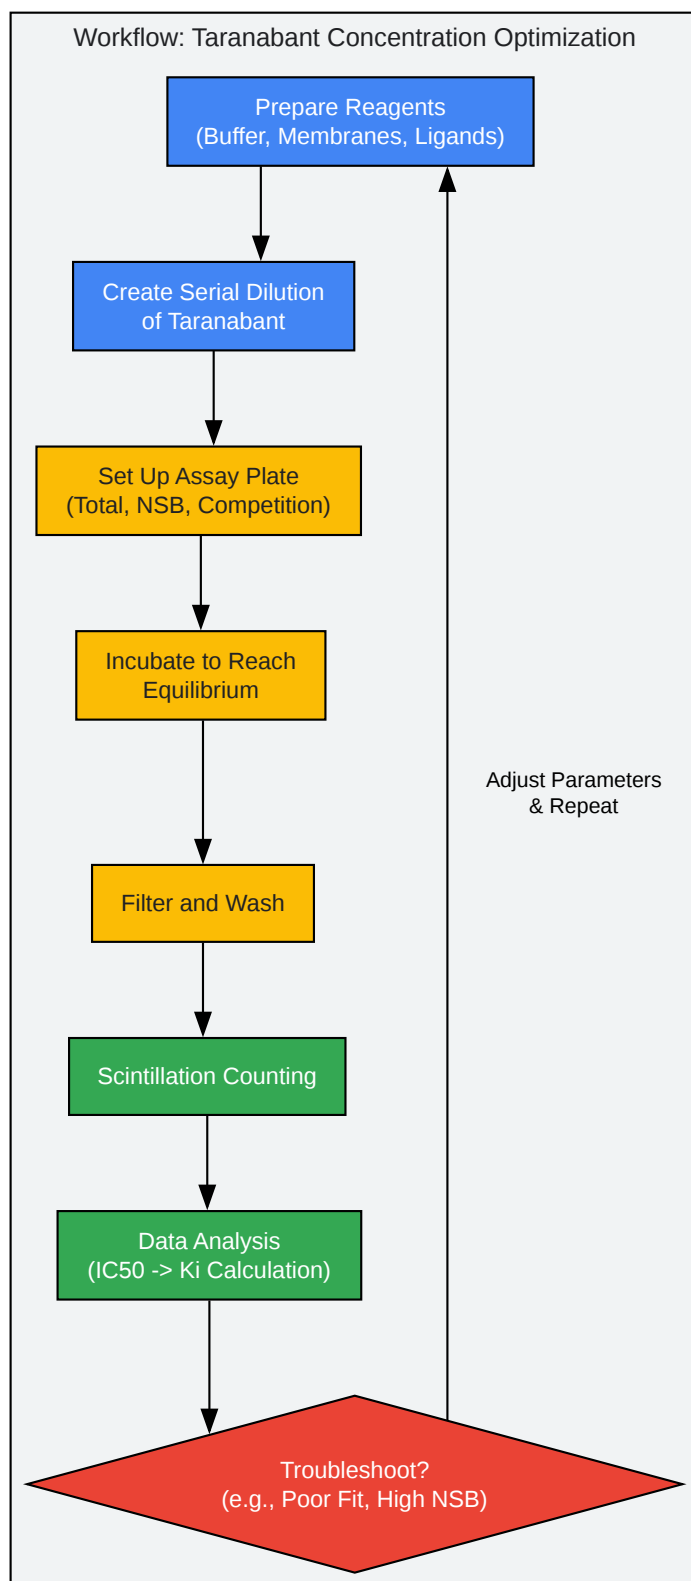 Workflow: Taranabant Concentration Optimization
Prepare Reagents
(Buffer, Membranes, Ligands)
Create Serial Dilution
of Taranabant
Set Up Assay Plate
(Total, NSB, Competition)
Incubate to Reach
Equilibrium
Adjust Parameters
& Repeat
Filter and Wash
Scintillation Counting
Data Analysis
(IC50 -> Ki Calculation)
Troubleshoot?
(e.g., Poor Fit, High NSB)